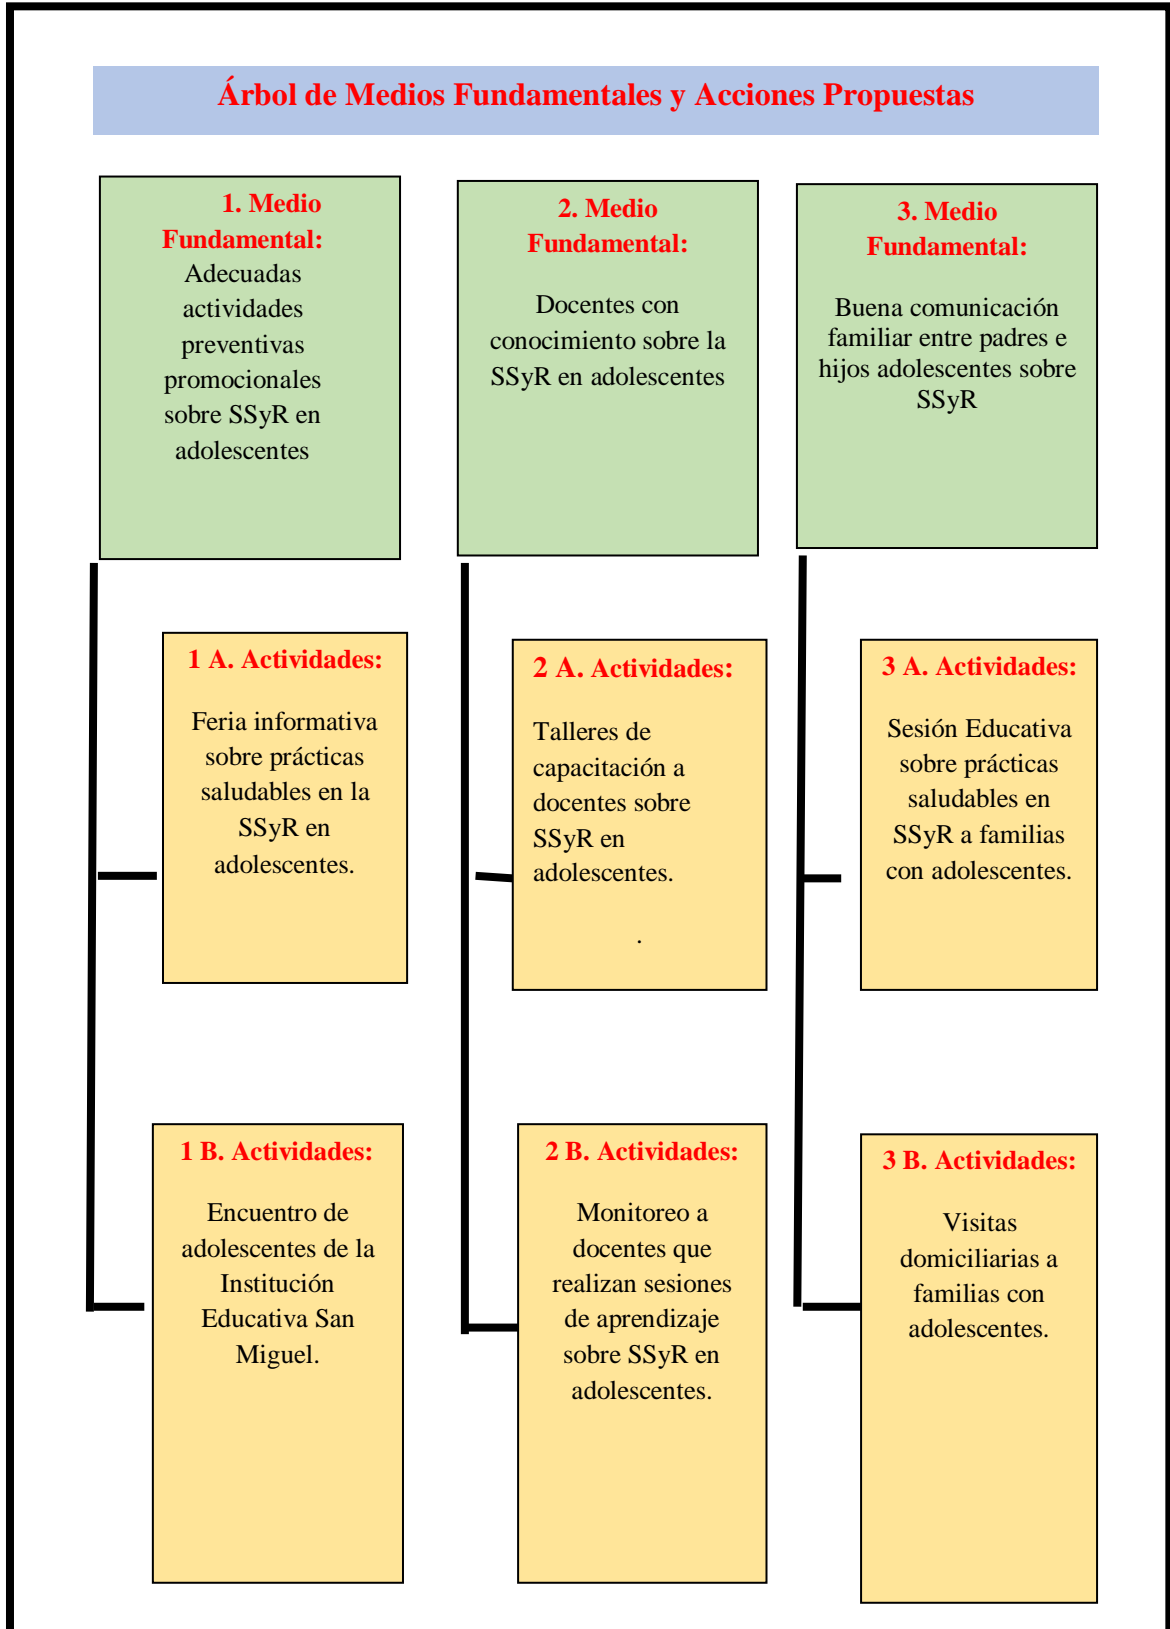 Árbol de Medios Fundamentales y Acciones Propuestas
1. Medio
Fundamental:
Adecuadas
actividades
preventivas
promocionales
sobre SSyR en
adolescentes
2. Medio
Fundamental:
Docentes con
conocimiento sobre la
SSyR en adolescentes
3. Medio
Fundamental:
Buena comunicación
familiar entre padres e
hijos adolescentes sobre
SSyR
1 A. Actividades:
Feria informativa
sobre prácticas
saludables en la
SSyR en
adolescentes.
2 A. Actividades:
Talleres de
capacitación a
docentes sobre
SSyR en
adolescentes.
.
3 A. Actividades:
Sesión Educativa
sobre prácticas
saludables en
SSyR a familias
con adolescentes.
1 B. Actividades:
Encuentro de
adolescentes de la
Institución
Educativa San
Miguel.
2 B. Actividades:
Monitoreo a
docentes que
realizan sesiones
de aprendizaje
sobre SSyR en
adolescentes.
3 B. Actividades:
Visitas
domiciliarias a
familias con
adolescentes.